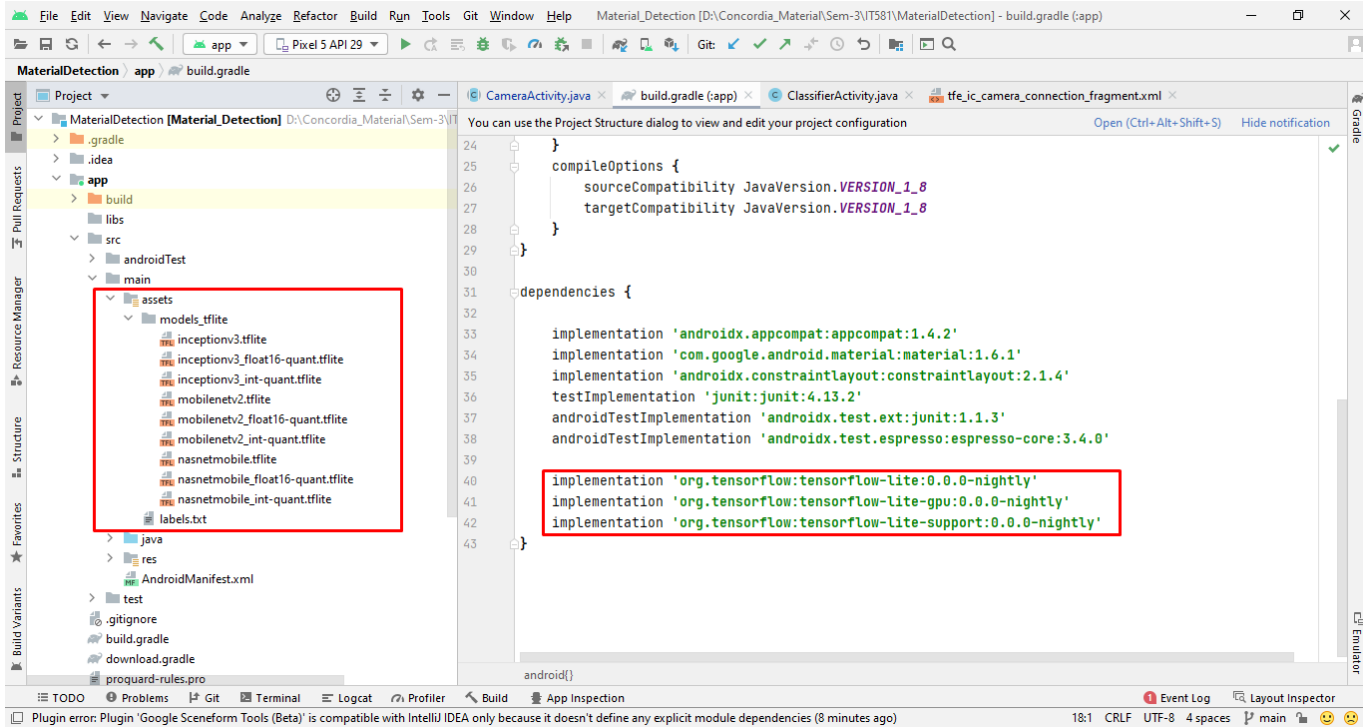 File Edit View Navigate Code Analyze Refactor Build Run Tools Git Window Help Material_Detection [D:\Concordia_Material\Sem-3\IT581\MaterialDetection] - build.gradle (:app)
app Pixel 5 API 29 Git:
MaterialDetection app build.gradle
Project
CameraActivity.java build.gradle (:app) ClassifierActivity.java tfe_ic_camera_connection_fragment.xml
You can use the Project Structure dialog to view and edit your project configuration Open (Ctrl+Alt+Shift+S) Hide notification
Project
Pull Requests
Resource Manager
Structure
Favorites
Build Variants
MaterialDetection [Material_Detection] D:\Concordia_Material\Sem-3\IT
.gradle
.idea
app
build
libs
src
androidTest
main
assets
models_tflite
inceptionv3.tflite
inceptionv3_float16-quant.tflite
inceptionv3_int-quant.tflite
mobilenetv2.tflite
mobilenetv2_float16-quant.tflite
mobilenetv2_int-quant.tflite
nasnetmobile.tflite
nasnetmobile_float16-quant.tflite
nasnetmobile_int-quant.tflite
labels.txt
java
res
AndroidManifest.xml
test
.gitignore
build.gradle
download.gradle
proguard-rules.pro
24 }
25 compileOptions {
26 sourceCompatibility JavaVersion.VERSION_1_8
27 targetCompatibility JavaVersion.VERSION_1_8
28 }
29 }
30
31 dependencies {
32
33 implementation 'androidx.appcompat:appcompat:1.4.2'
34 implementation 'com.google.android.material:material:1.6.1'
35 implementation 'androidx.constraintlayout:constraintlayout:2.1.4'
36 testImplementation 'junit:junit:4.13.2'
37 androidTestImplementation 'androidx.test.ext:junit:1.1.3'
38 androidTestImplementation 'androidx.test.espresso:espresso-core:3.4.0'
39
40 implementation 'org.tensorflow:tensorflow-lite:0.0.0-nightly'
41 implementation 'org.tensorflow:tensorflow-lite-gpu:0.0.0-nightly'
42 implementation 'org.tensorflow:tensorflow-lite-support:0.0.0-nightly'
43 }
android{}
Gradle
Emulator
TODO Problems Git Terminal Logcat Profiler Build App Inspection 1 Event Log Layout Inspector
Plugin error: Plugin 'Google Sceneform Tools (Beta)' is compatible with IntelliJ IDEA only because it doesn't define any explicit module dependencies (8 minutes ago) 18:1 CRLF UTF-8 4 spaces main